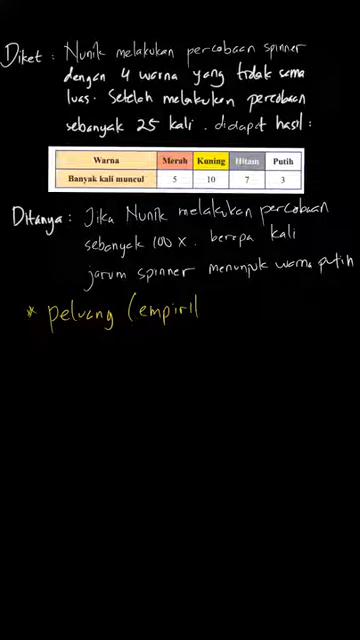 Diket: Nunik melakukan percobaan spinner
dengan 4 warna yang tidak sama
luas. Setelah melakukan percobaan
sebanyak 25 kali. didapat hasil:
Warna Merah Kuning Hitam Putih
Banyak kali muncul 5 10 7 3
Ditanya: Jika Nunik melakukan percobaan
sebanyak 100 x. berapa kali
jarum spinner menunjuk warna putih
* peluang (empiril